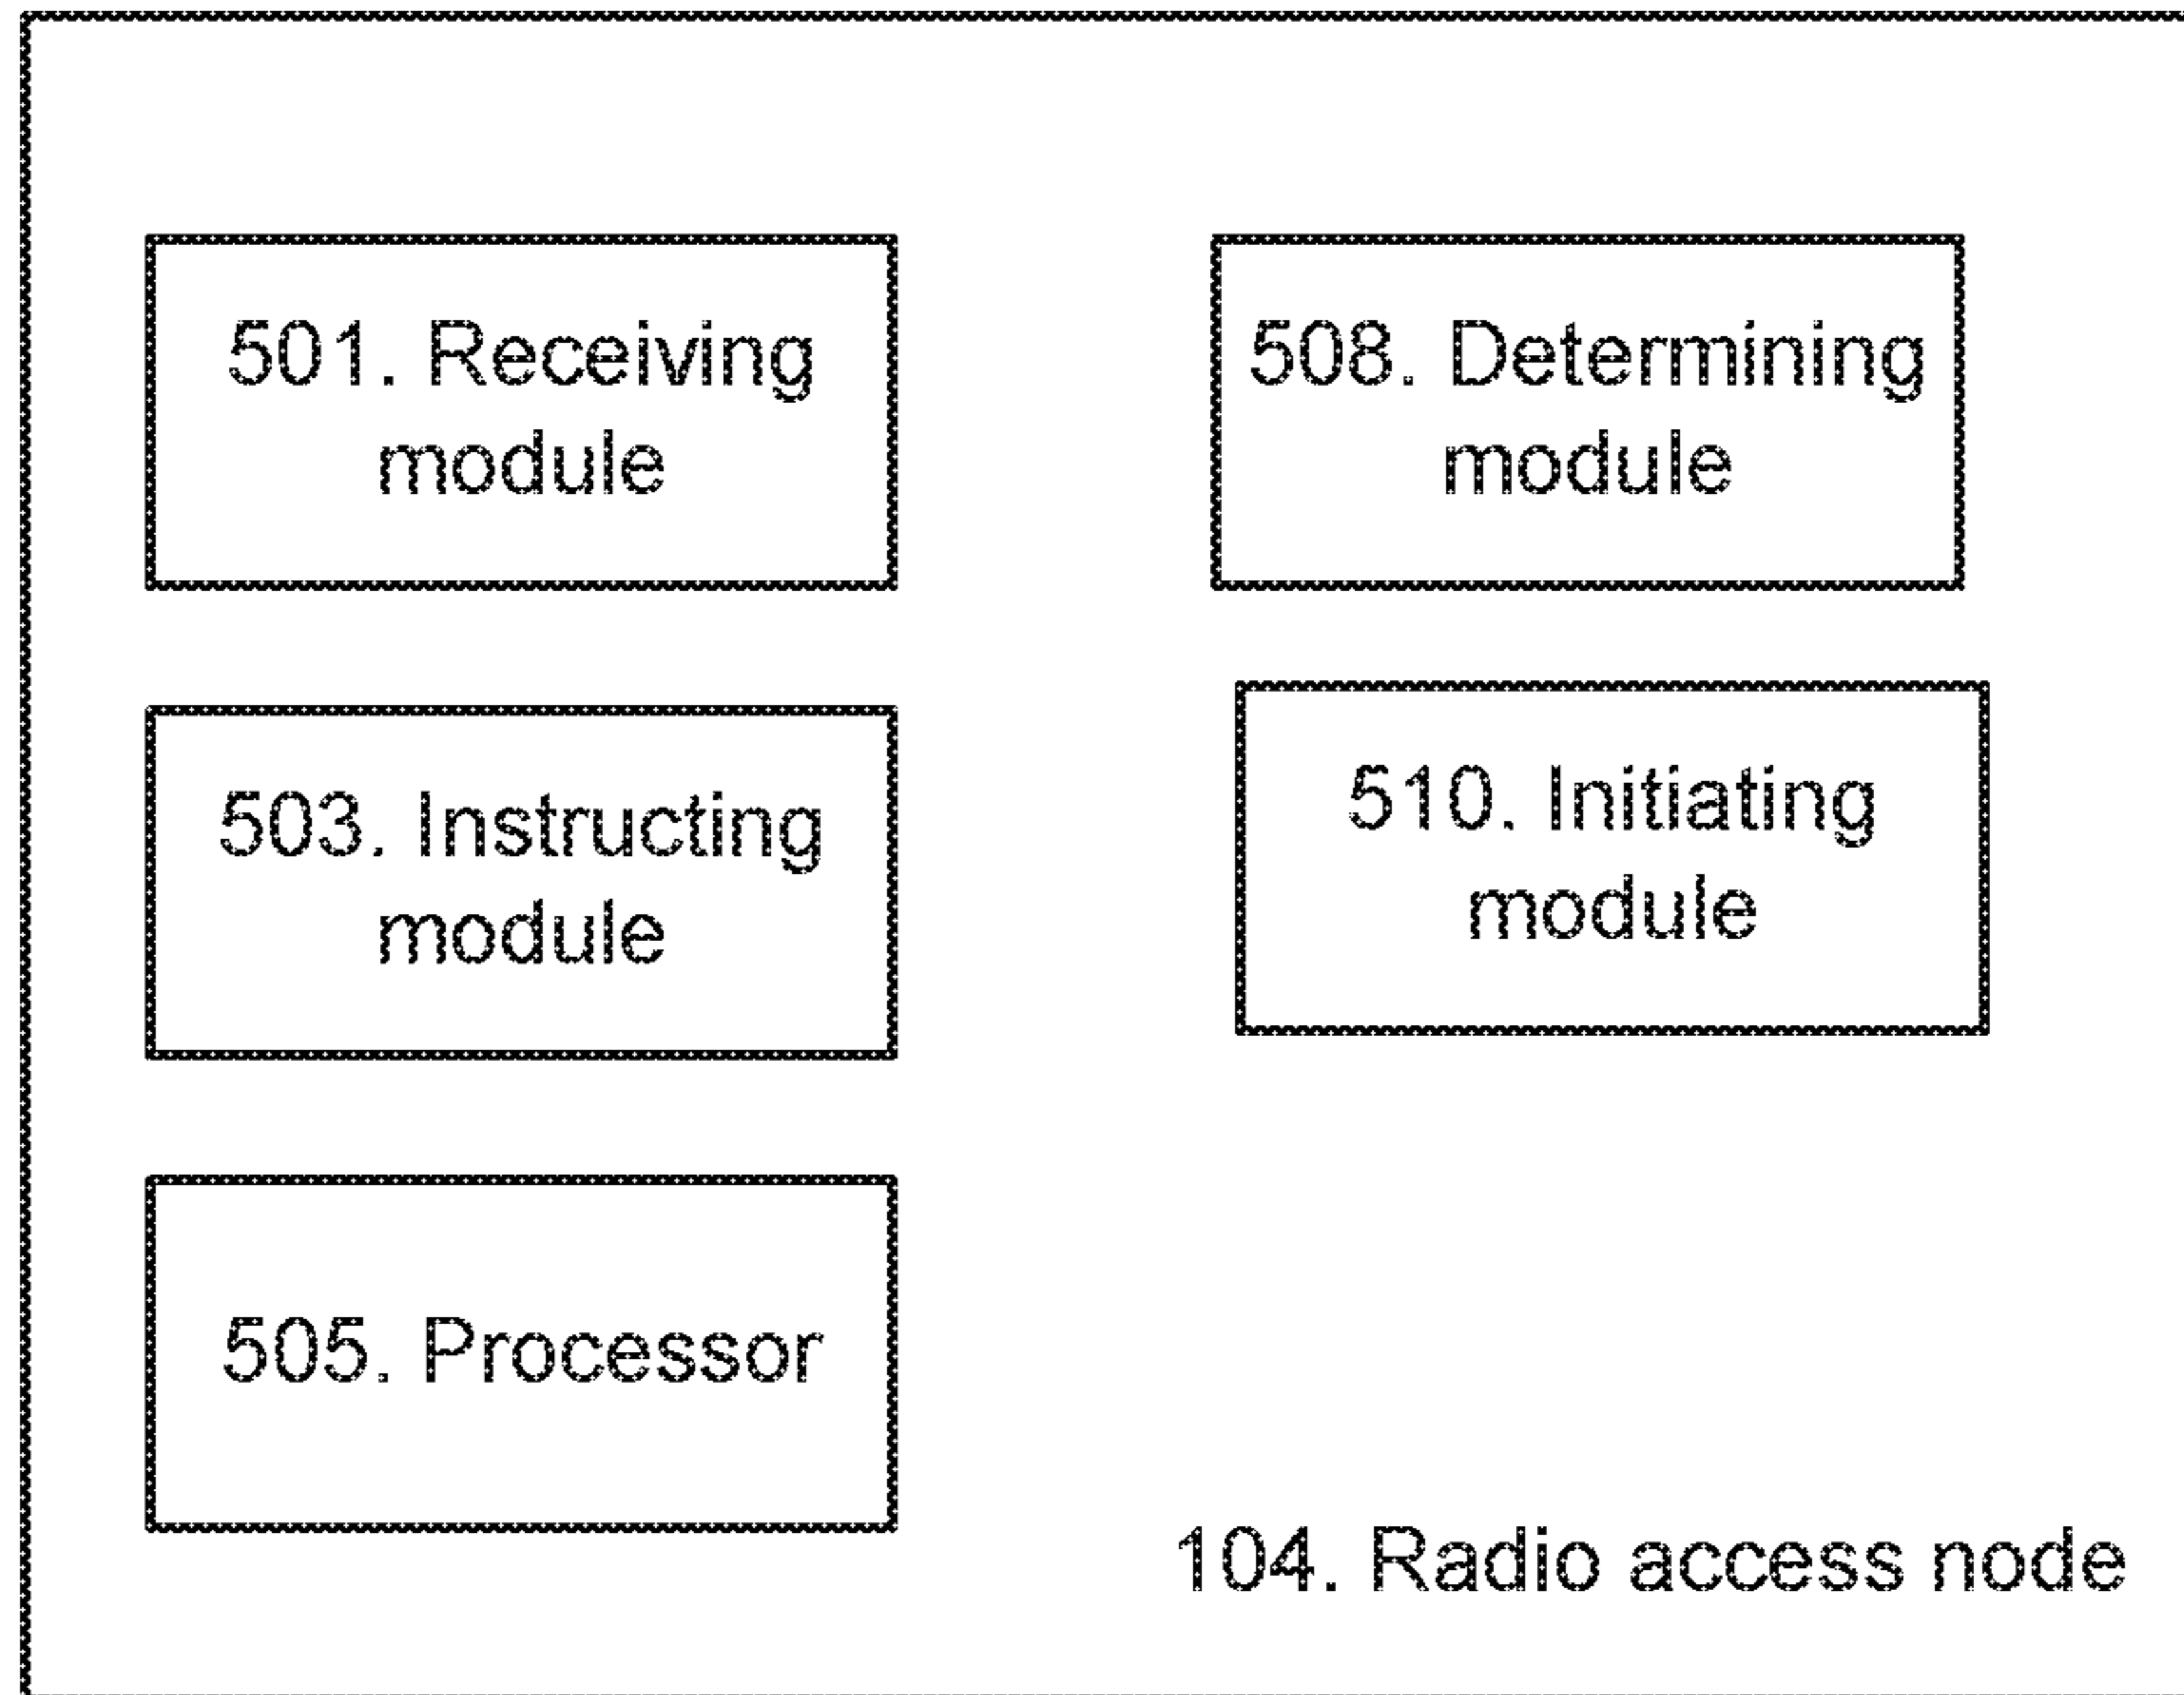 501. Receiving
module
508. Determining
module
503. Instructing
module
510. Initiating
module
505. Processor
104. Radio access node